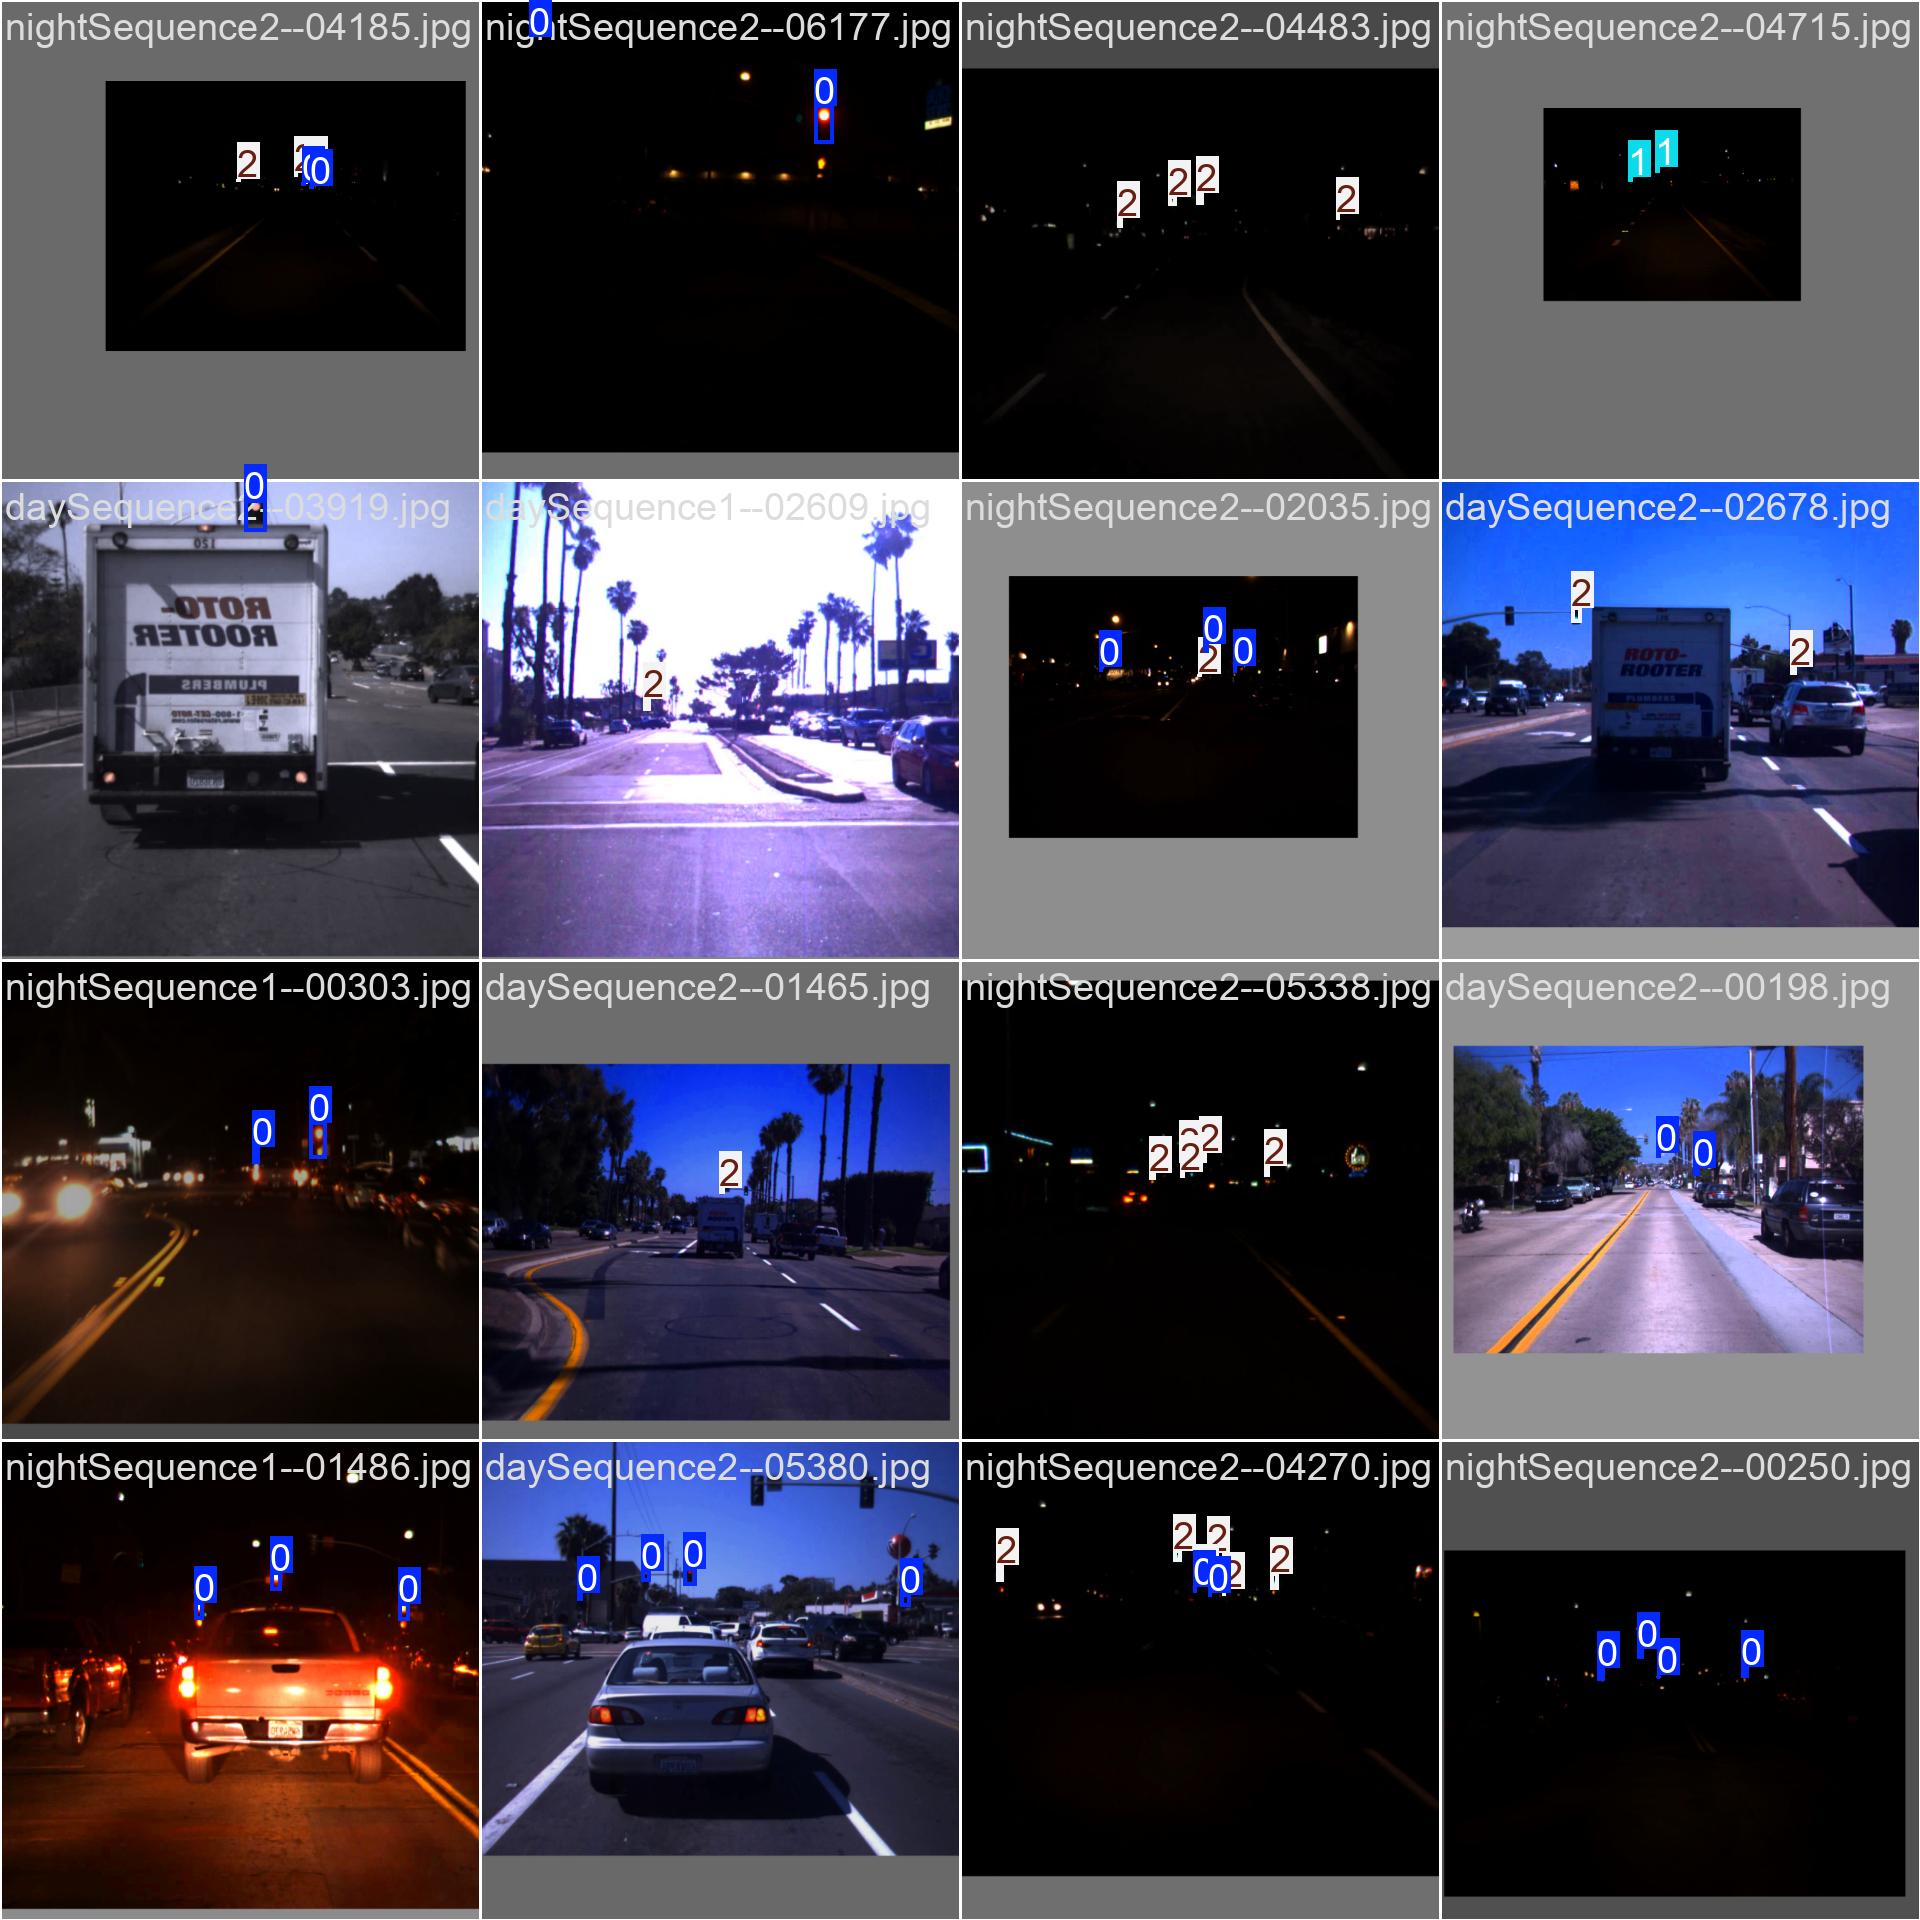 nightSequence2--04185.jpg
nightSequence2--06177.jpg
nightSequence2--04483.jpg
nightSequence2--04715.jpg
2
2
0
0
0
2
2
2
2
1
1
daySequence2--03919.jpg
daySequence1--02609.jpg
nightSequence2--02035.jpg
daySequence2--02678.jpg
0
120
ROTO-
ROOTER
PLUMBERS
2
0
0
0
2
2
2
ROTO-
ROOTER
PLUMBERS
nightSequence1--00303.jpg
daySequence2--01465.jpg
nightSequence2--05338.jpg
daySequence2--00198.jpg
0
0
2
2
2
2
2
2
0
0
nightSequence1--01486.jpg
daySequence2--05380.jpg
nightSequence2--04270.jpg
nightSequence2--00250.jpg
0
0
0
0
0
0
0
2
2
2
2
2
0
0
0
0
0
0